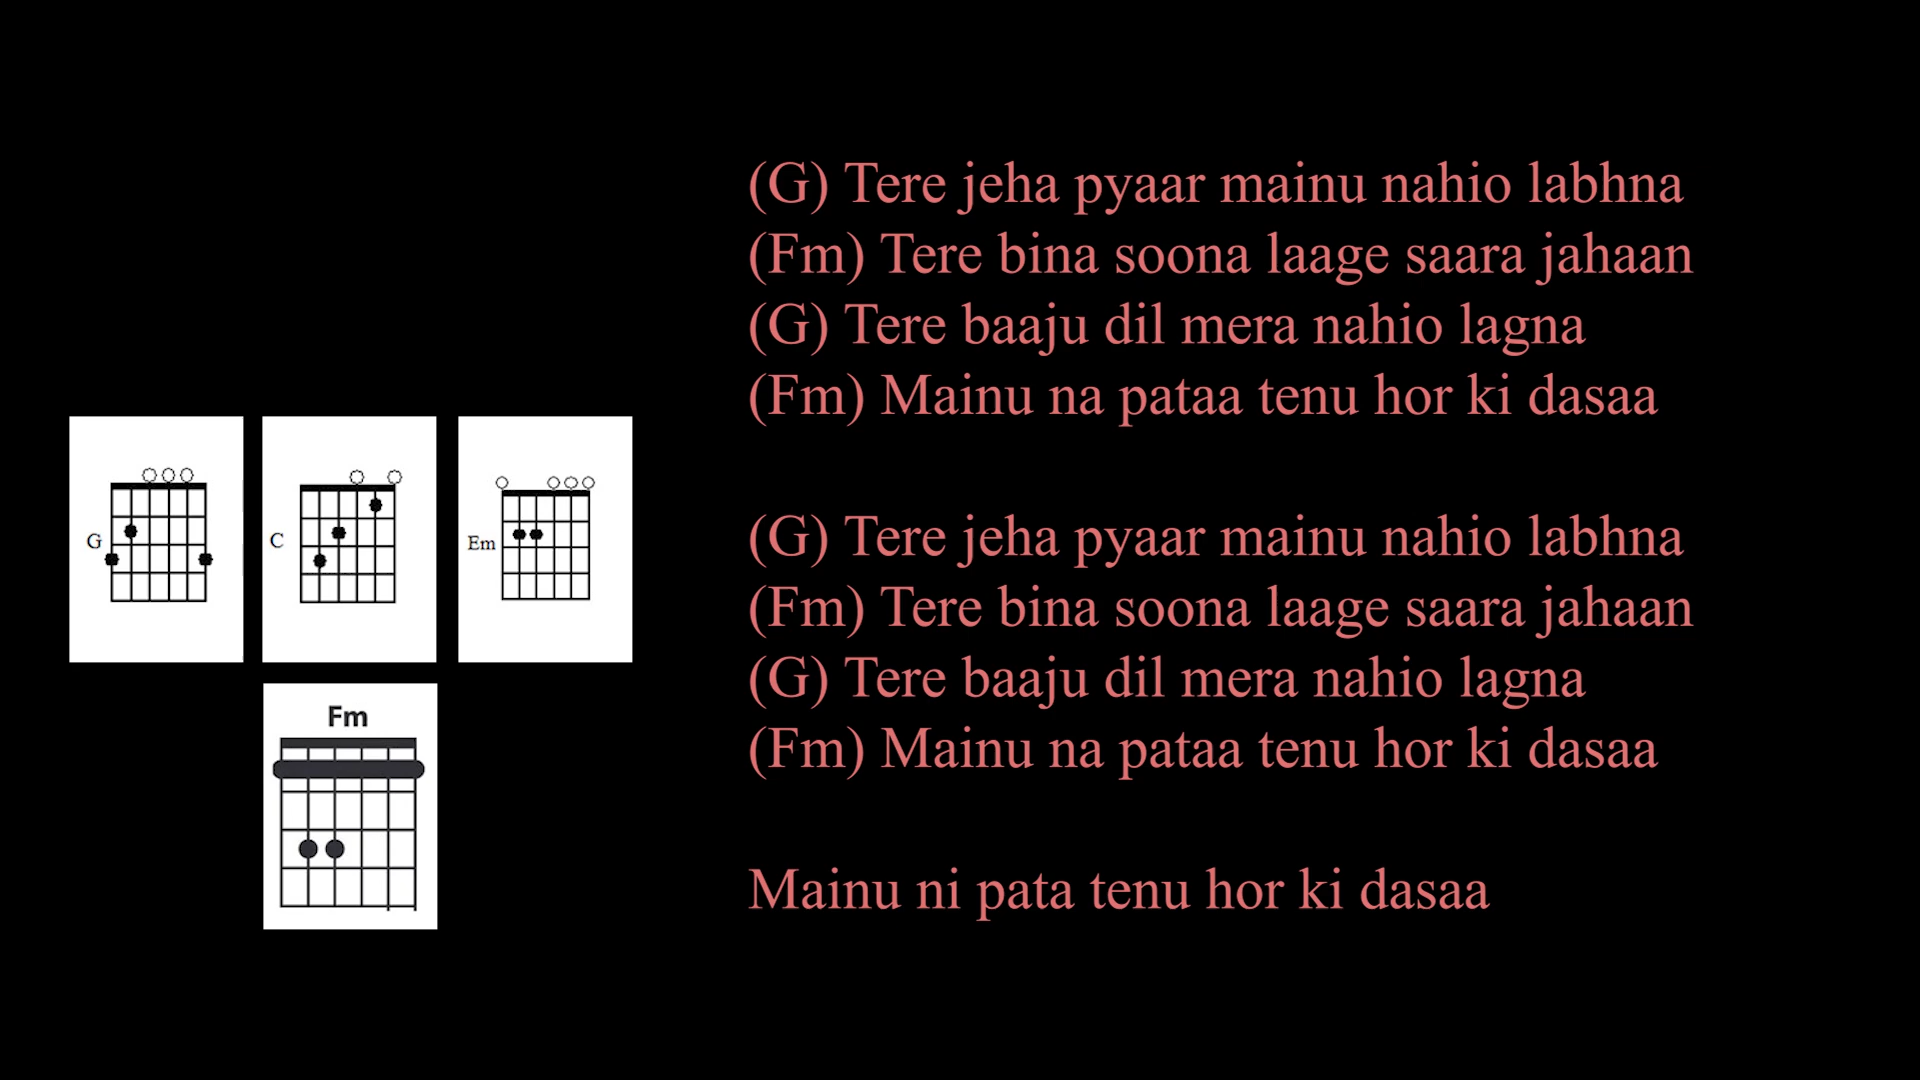 G
C
Em
Fm
(G) Tere jeha pyaar mainu nahio labhna
(Fm) Tere bina soona laage saara jahaan
(G) Tere baaju dil mera nahio lagna
(Fm) Mainu na pataa tenu hor ki dasaa
(G) Tere jeha pyaar mainu nahio labhna
(Fm) Tere bina soona laage saara jahaan
(G) Tere baaju dil mera nahio lagna
(Fm) Mainu na pataa tenu hor ki dasaa
Mainu ni pata tenu hor ki dasaa